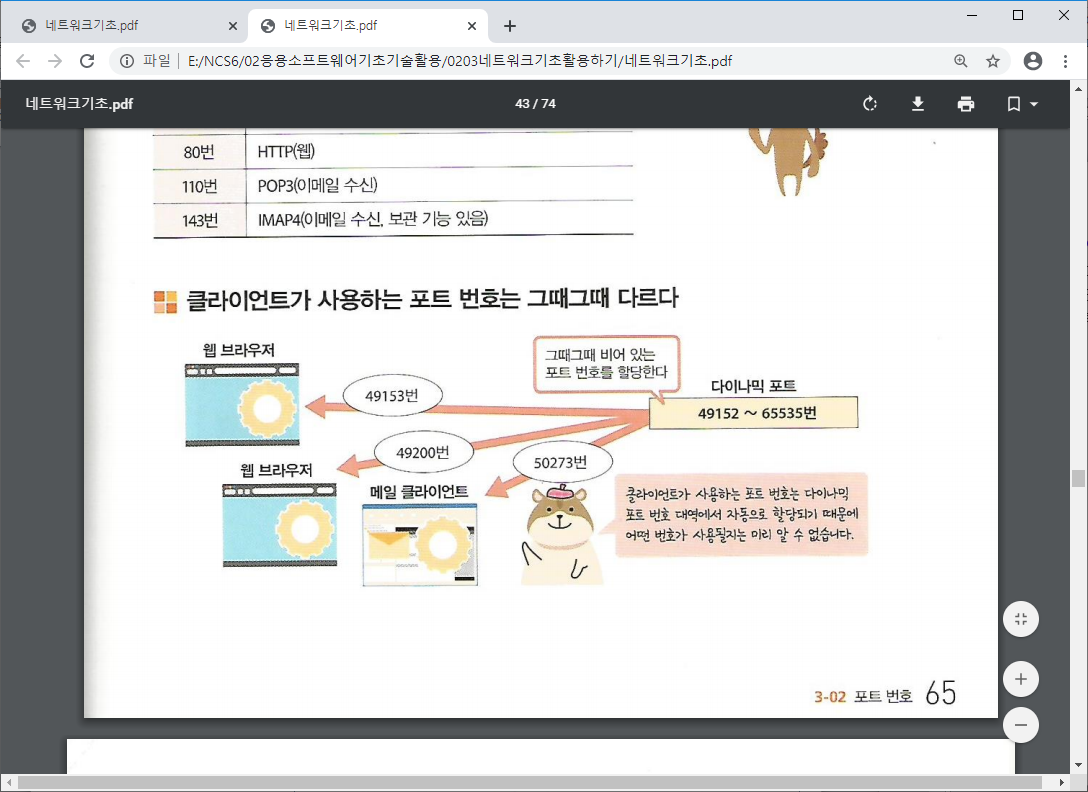 네트워크기초.pdf
네트워크기초.pdf
파일 E:/NCS6/02응용소프트웨어기초기술활용/0203네트워크기초활용하기/네트워크기초.pdf
네트워크기초.pdf
43 / 74
80번 HTTP(웹)
110번 POP3(이메일 수신)
143번 IMAP4(이메일 수신, 보관 기능 있음)
클라이언트가 사용하는 포트 번호는 그때그때 다르다
웹 브라우저
그때그때 비어 있는
포트 번호를 할당한다
다이나믹 포트
49153번
49152 ~ 65535번
49200번
50273번
웹 브라우저
메일 클라이언트
클라이언트가 사용하는 포트 번호는 다이나믹
포트 번호 대역에서 자동으로 할당되기 때문에
어떤 번호가 사용될지는 미리 알 수 없습니다.
3-02 포트 번호 65